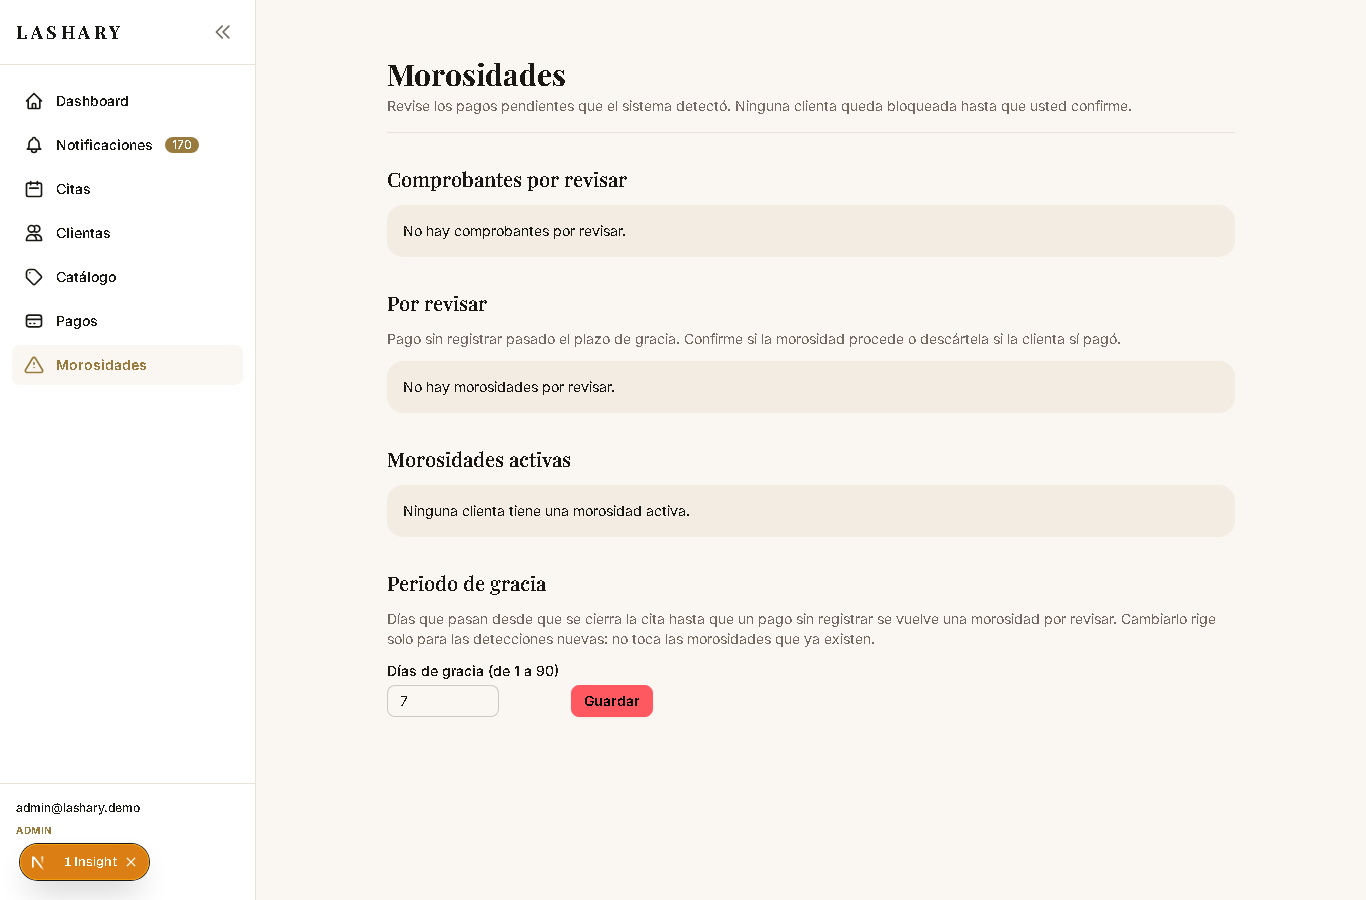 LASHARY
Dashboard
Notificaciones 170
Citas
Clientas
Catálogo
Pagos
Morosidades
admin@lashary.demo
ADMIN
N 1 Insight
Morosidades
Revise los pagos pendientes que el sistema detectó. Ninguna clienta queda bloqueada hasta que usted confirme.
Comprobantes por revisar
No hay comprobantes por revisar.
Por revisar
Pago sin registrar pasado el plazo de gracia. Confirme si la morosidad procede o descártela si la clienta sí pagó.
No hay morosidades por revisar.
Morosidades activas
Ninguna clienta tiene una morosidad activa.
Periodo de gracia
Días que pasan desde que se cierra la cita hasta que un pago sin registrar se vuelve una morosidad por revisar. Cambiarlo rige
solo para las detecciones nuevas: no toca las morosidades que ya existen.
Días de gracia (de 1 a 90)
7
Guardar